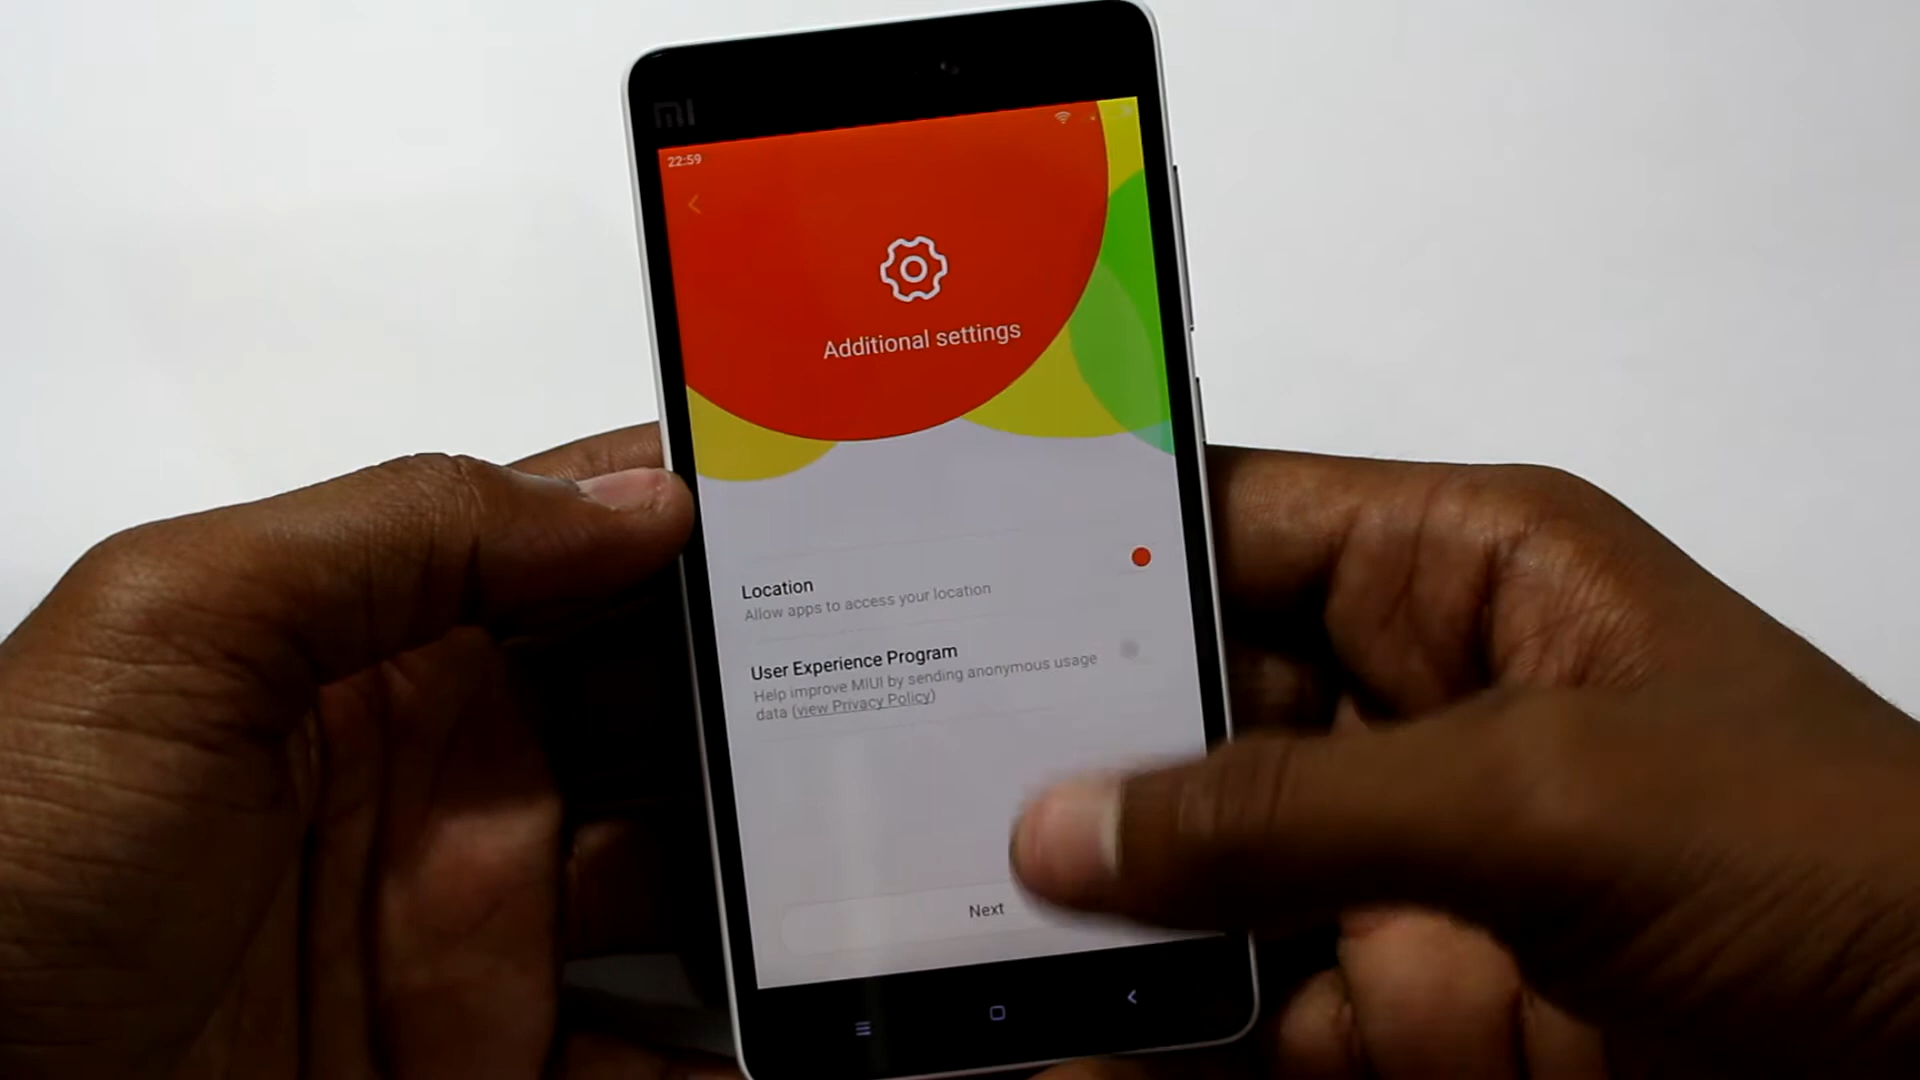 mi
22:59
Additional settings
Location
Allow apps to access your location
User Experience Program
Help improve MIUI by sending anonymous usage
data (view Privacy Policy)
Next